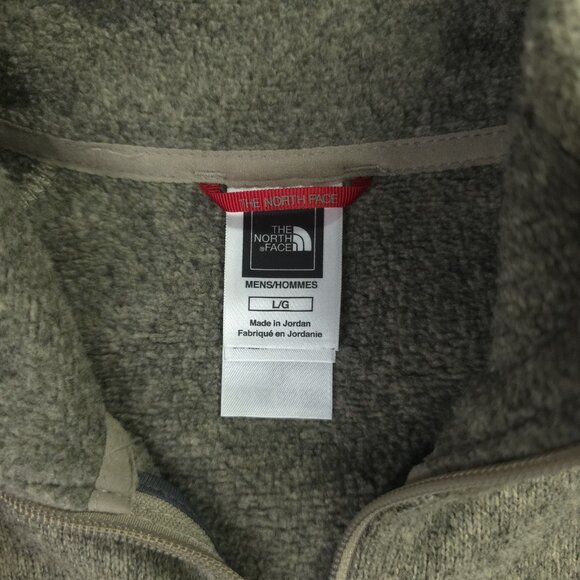 THE NORTH FACE
THE
NORTH
®FACE
MENS/HOMMES
L/G
Made in Jordan
Fabriqué en Jordanie